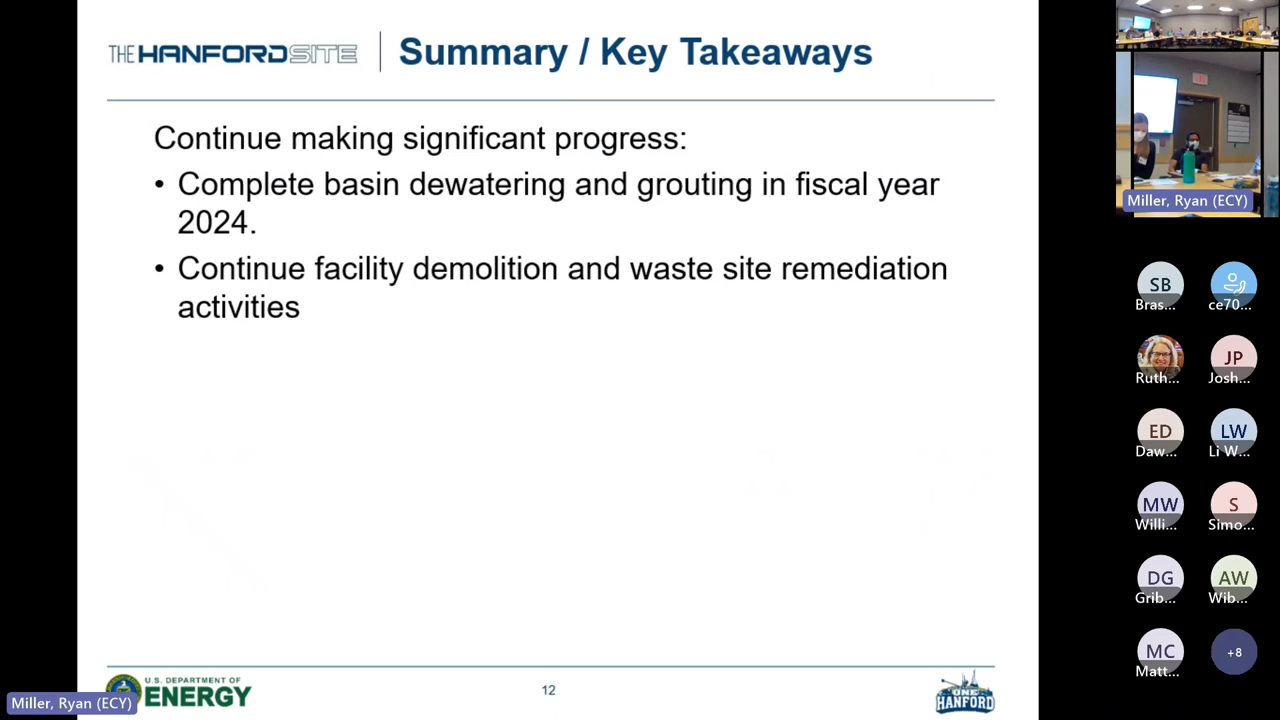 THE HANFORD SITE
Summary / Key Takeaways
Continue making significant progress:
• Complete basin dewatering and grouting in fiscal year
2024.
• Continue facility demolition and waste site remediation
activities
U.S. DEPARTMENT OF
ENERGY
12
ONE
HANFORD
Miller, Ryan (ECY)
Miller, Ryan (ECY)
SB
Bras...
ce70...
Ruth...
JP
Josh...
ED
Daw...
LW
Li W...
MW
Willi...
S
Simo...
DG
Grib...
AW
Wib...
MC
Matt...
+8